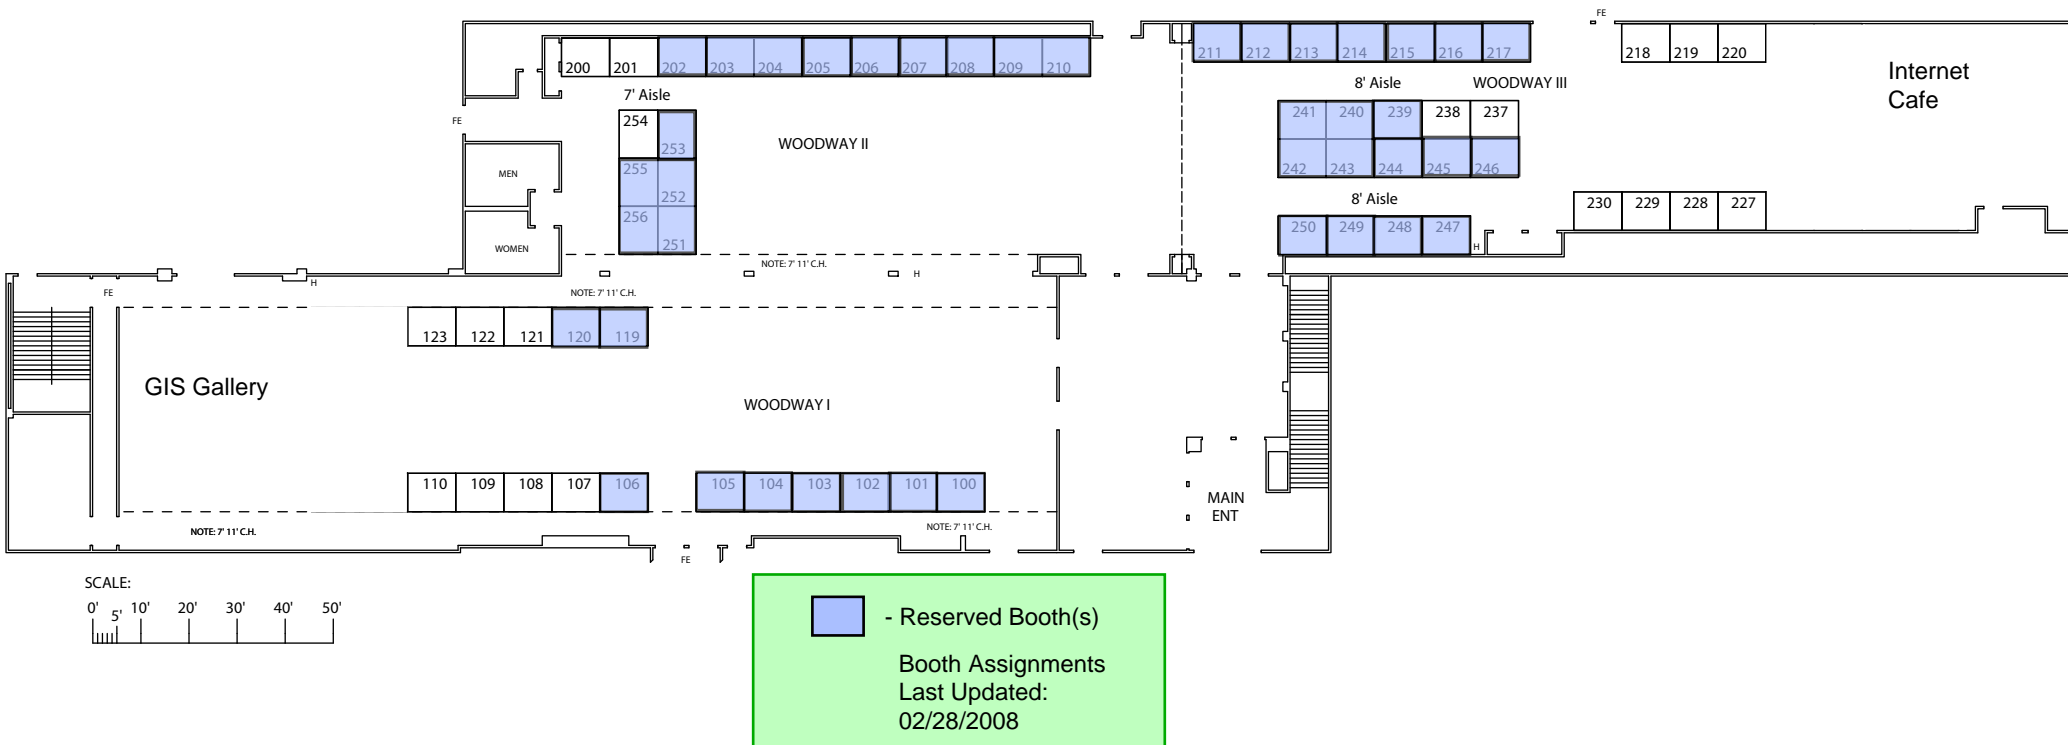 FE
200 201 202 203 204 205 206 207 208 209 210
211 212 213 214 215 216 217
218 219 220
Internet
Cafe
7' Aisle
8' Aisle
WOODWAY III
FE
254
253
255
252
256
251
WOODWAY II
241 240 239 238 237
242 243 244 245 246
MEN
WOMEN
8' Aisle
230 229 228 227
250 249 248 247
H
NOTE: 7' 11' C.H.
H
H
FE
NOTE: 7' 11' C.H.
123 122 121 120 119
GIS Gallery
WOODWAY I
110 109 108 107 106
105 104 103 102 101 100
MAIN
ENT
NOTE: 7' 11' C.H.
NOTE: 7' 11' C.H.
FE
SCALE:
0' 5' 10' 20' 30' 40' 50'
- Reserved Booth(s)
Booth Assignments
Last Updated:
02/28/2008